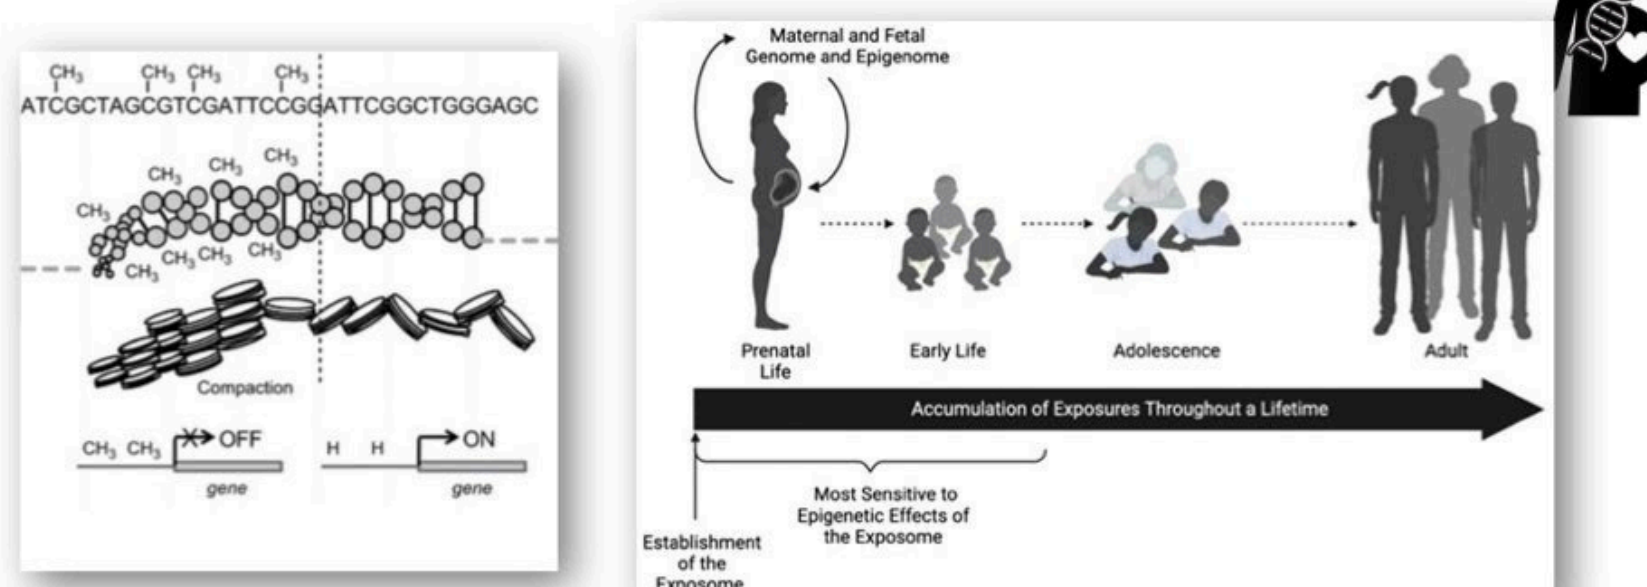 CH₃ CH₃ CH₃ CH₃
ATCGCTAGCGTCGATTCCGGATTCGGCTGGGAGC
CH₃
CH₃
CH₃
CH₃
CH₃
CH₃
CH₃
CH₃
Compaction
CH₃ CH₃ X OFF
gene
H H ON
gene
Maternal and Fetal
Genome and Epigenome
Prenatal
Life
Early Life
Adolescence
Adult
Accumulation of Exposures Throughout a Lifetime
Most Sensitive to
Epigenetic Effects of
the Exposome
Establishment
of the
Exposome